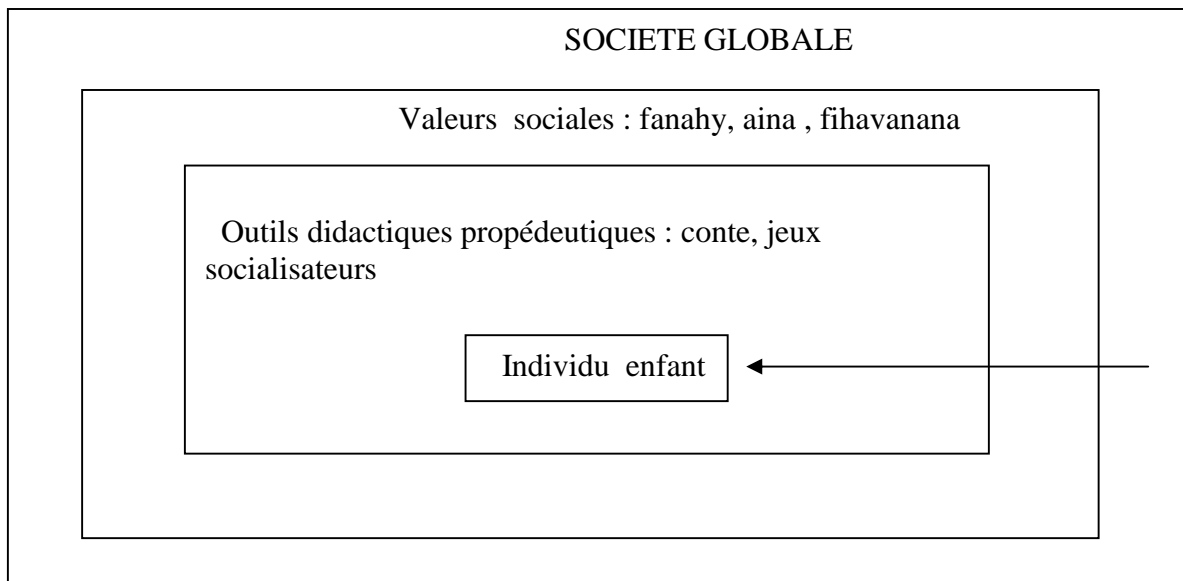 SOCIETE GLOBALE
Valeurs sociales : fanahy, aina , fihavanana
Outils didactiques propédeutiques : conte, jeux
socialisateurs
Individu enfant